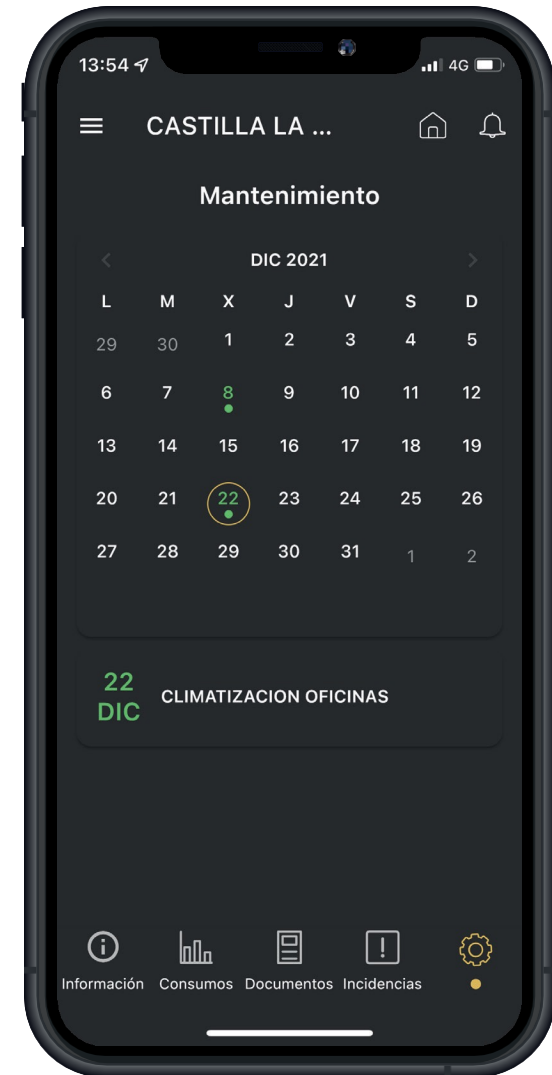 13:54 4G
CASTILLA LA ...
Mantenimiento
DIC 2021
L M X J V S D
29 30 1 2 3 4 5
6 7 8 9 10 11 12
13 14 15 16 17 18 19
20 21 22 23 24 25 26
27 28 29 30 31 1 2
22
DIC
CLIMATIZACION OFICINAS
Información Consumos Documentos Incidencias